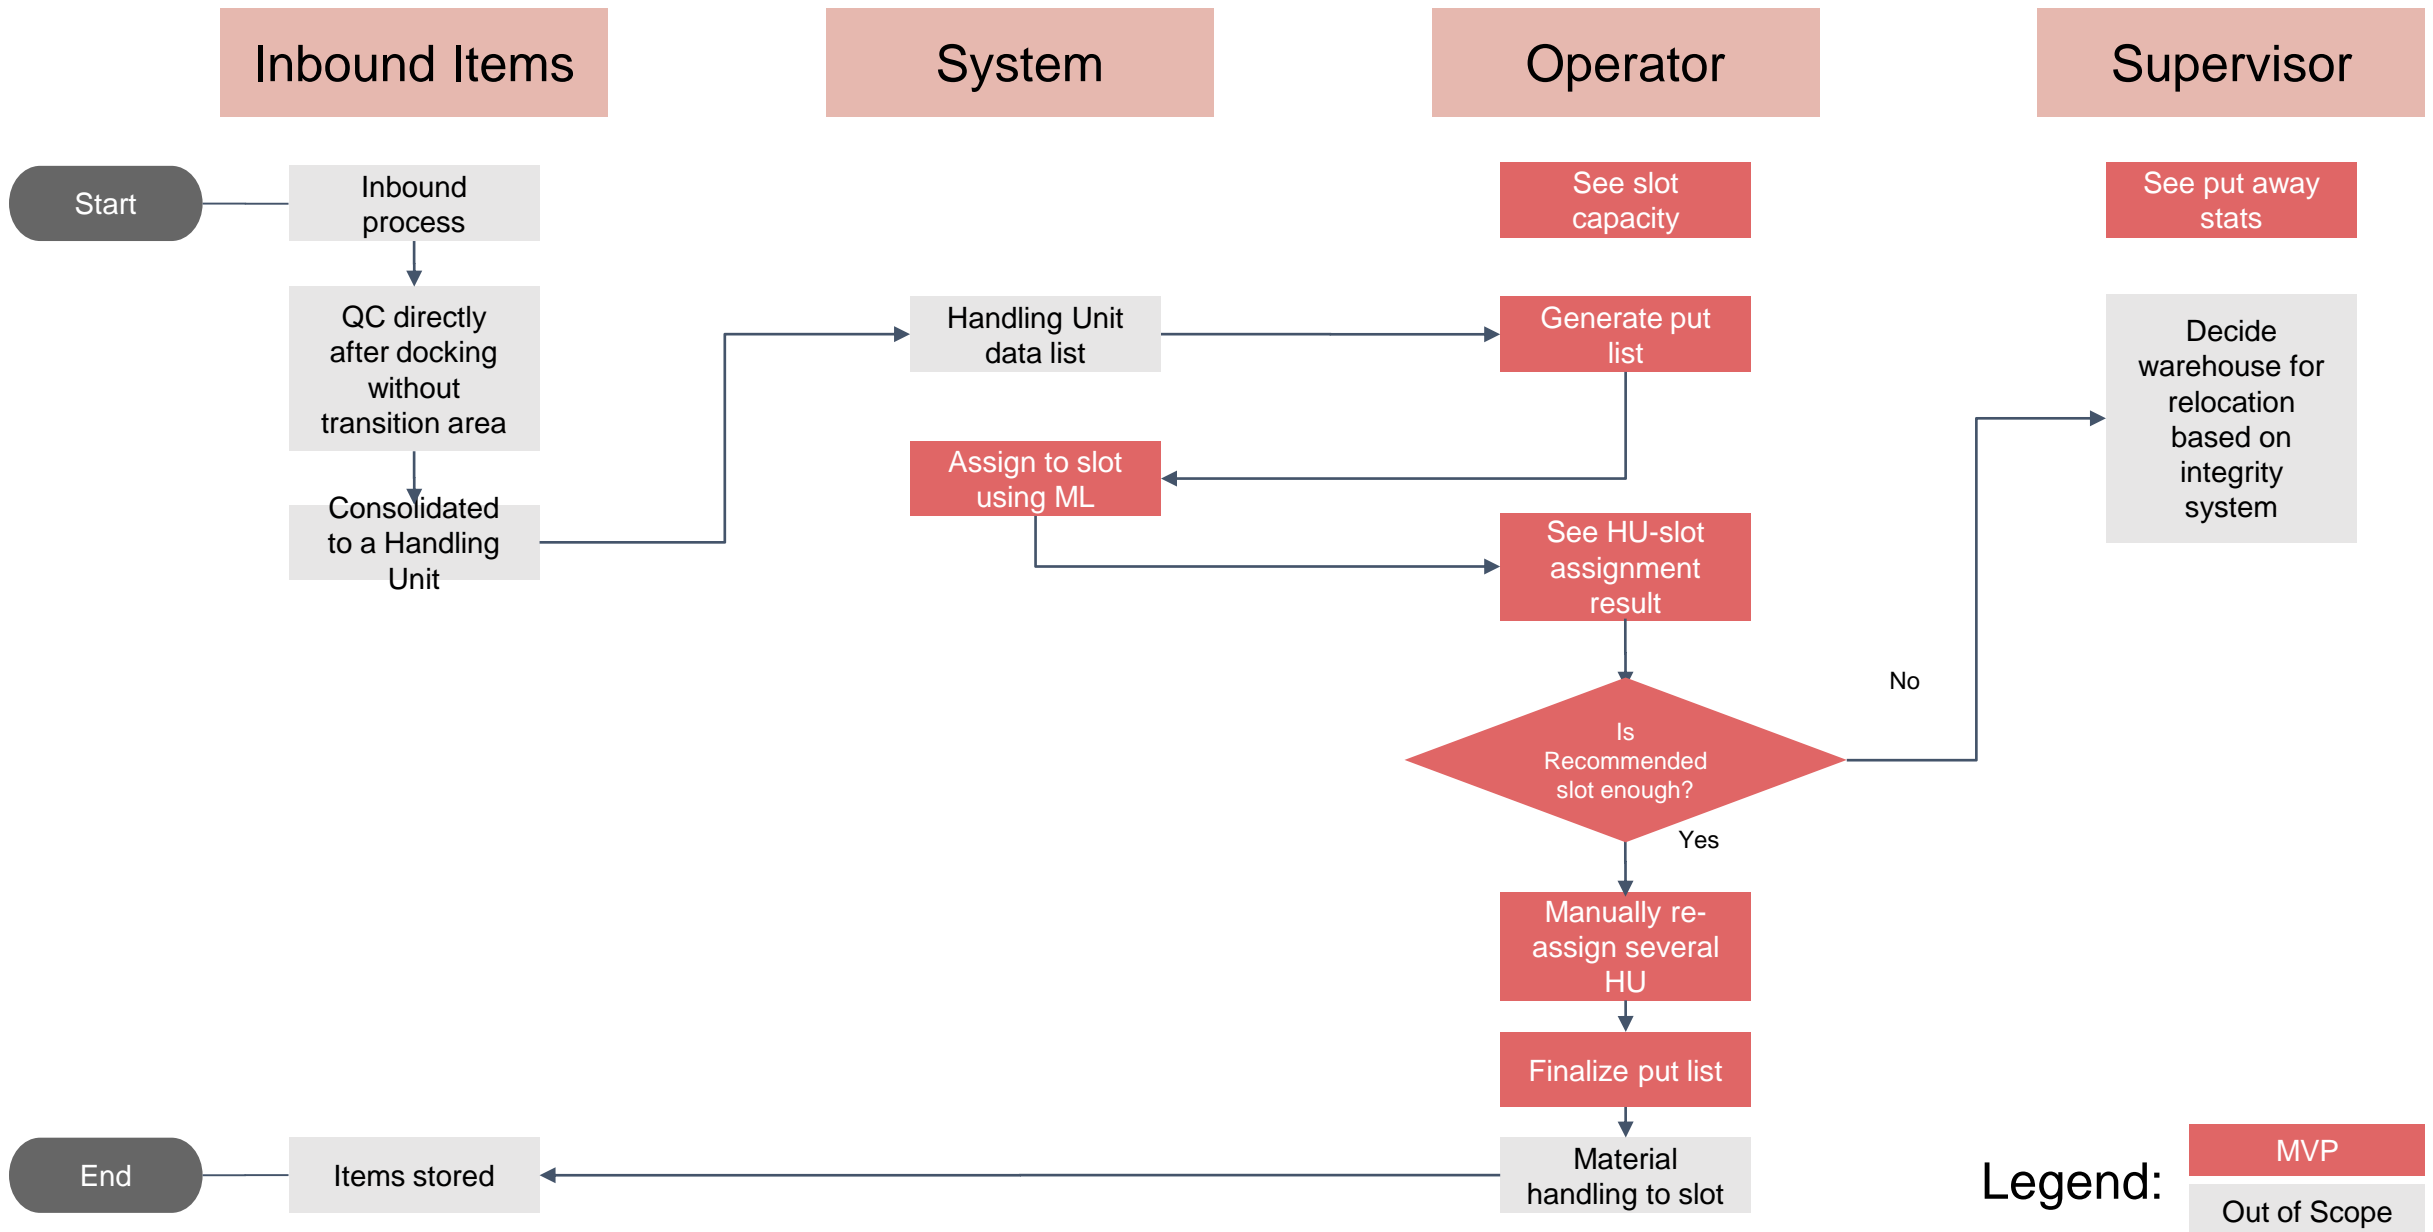 Inbound Items
System
Operator
Supervisor
Start
Inbound
process
See slot
capacity
See put away
stats
QC directly
after docking
without
transition area
Handling Unit
data list
Generate put
list
Decide
warehouse for
relocation
based on
integrity
system
Assign to slot
using ML
Consolidated
to a Handling
Unit
See HU-slot
assignment
result
No
Is
Recommended
slot enough?
Yes
Manually re-
assign several
HU
Finalize put list
End
Items stored
Material
handling to slot
Legend:
MVP
Out of Scope